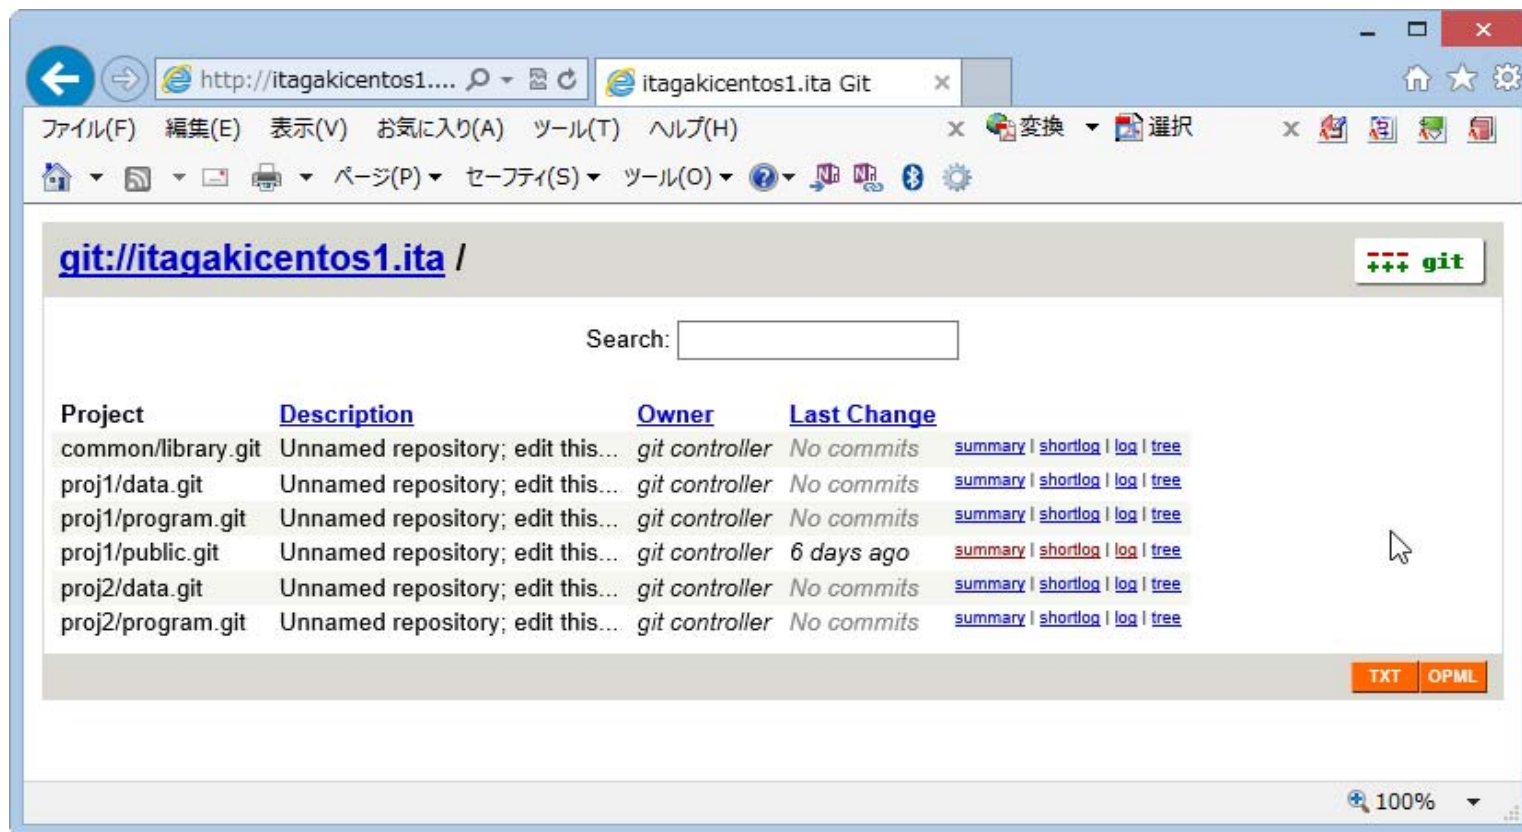 http://itagakicentos1....
itagakicentos1.ita Git
ファイル(F) 編集(E) 表示(V) お気に入り(A) ツール(T) ヘルプ(H) 変換 選択
ページ(P) セーフティ(S) ツール(O)
git://itagakicentos1.ita /
git
Search:
Project Description Owner Last Change
common/library.git Unnamed repository; edit this... git controller No commits summary | shortlog | log | tree
proj1/data.git Unnamed repository; edit this... git controller No commits summary | shortlog | log | tree
proj1/program.git Unnamed repository; edit this... git controller No commits summary | shortlog | log | tree
proj1/public.git Unnamed repository; edit this... git controller 6 days ago summary | shortlog | log | tree
proj2/data.git Unnamed repository; edit this... git controller No commits summary | shortlog | log | tree
proj2/program.git Unnamed repository; edit this... git controller No commits summary | shortlog | log | tree
TXT OPML
100%